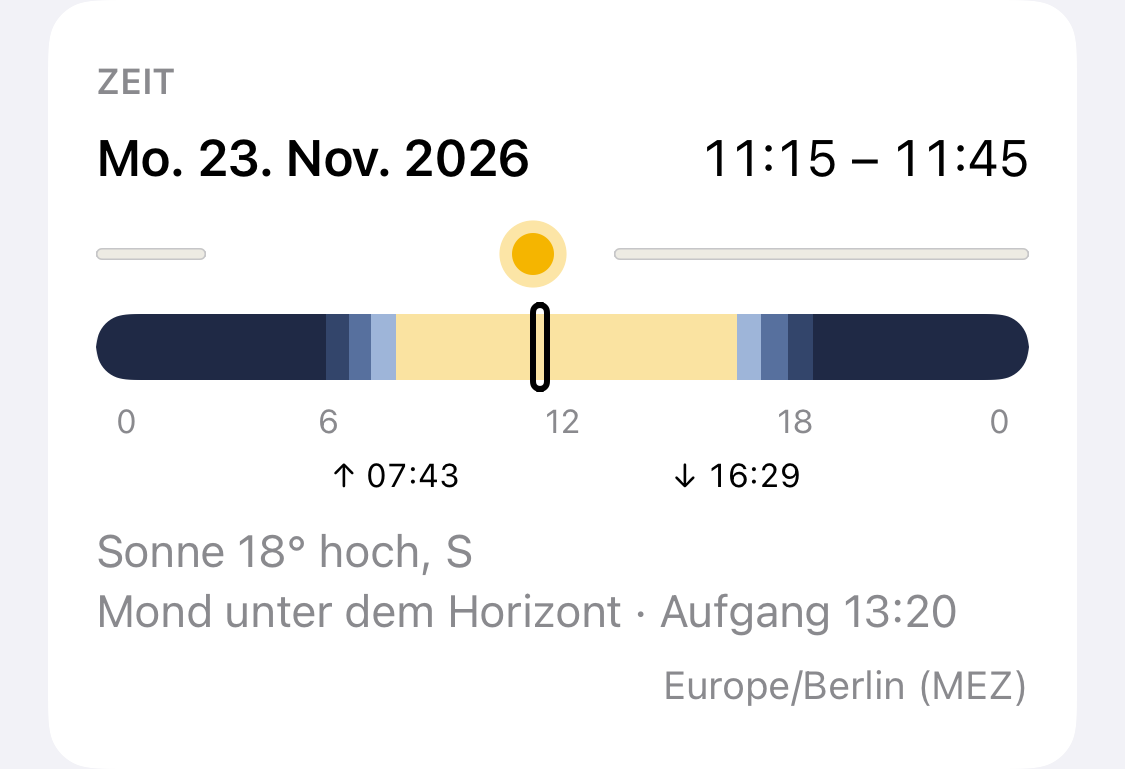 ZEIT
Mo. 23. Nov. 2026 11:15 – 11:45
0 6 12 18 0
↑ 07:43 ↓ 16:29
Sonne 18° hoch, S
Mond unter dem Horizont · Aufgang 13:20
Europe/Berlin (MEZ)